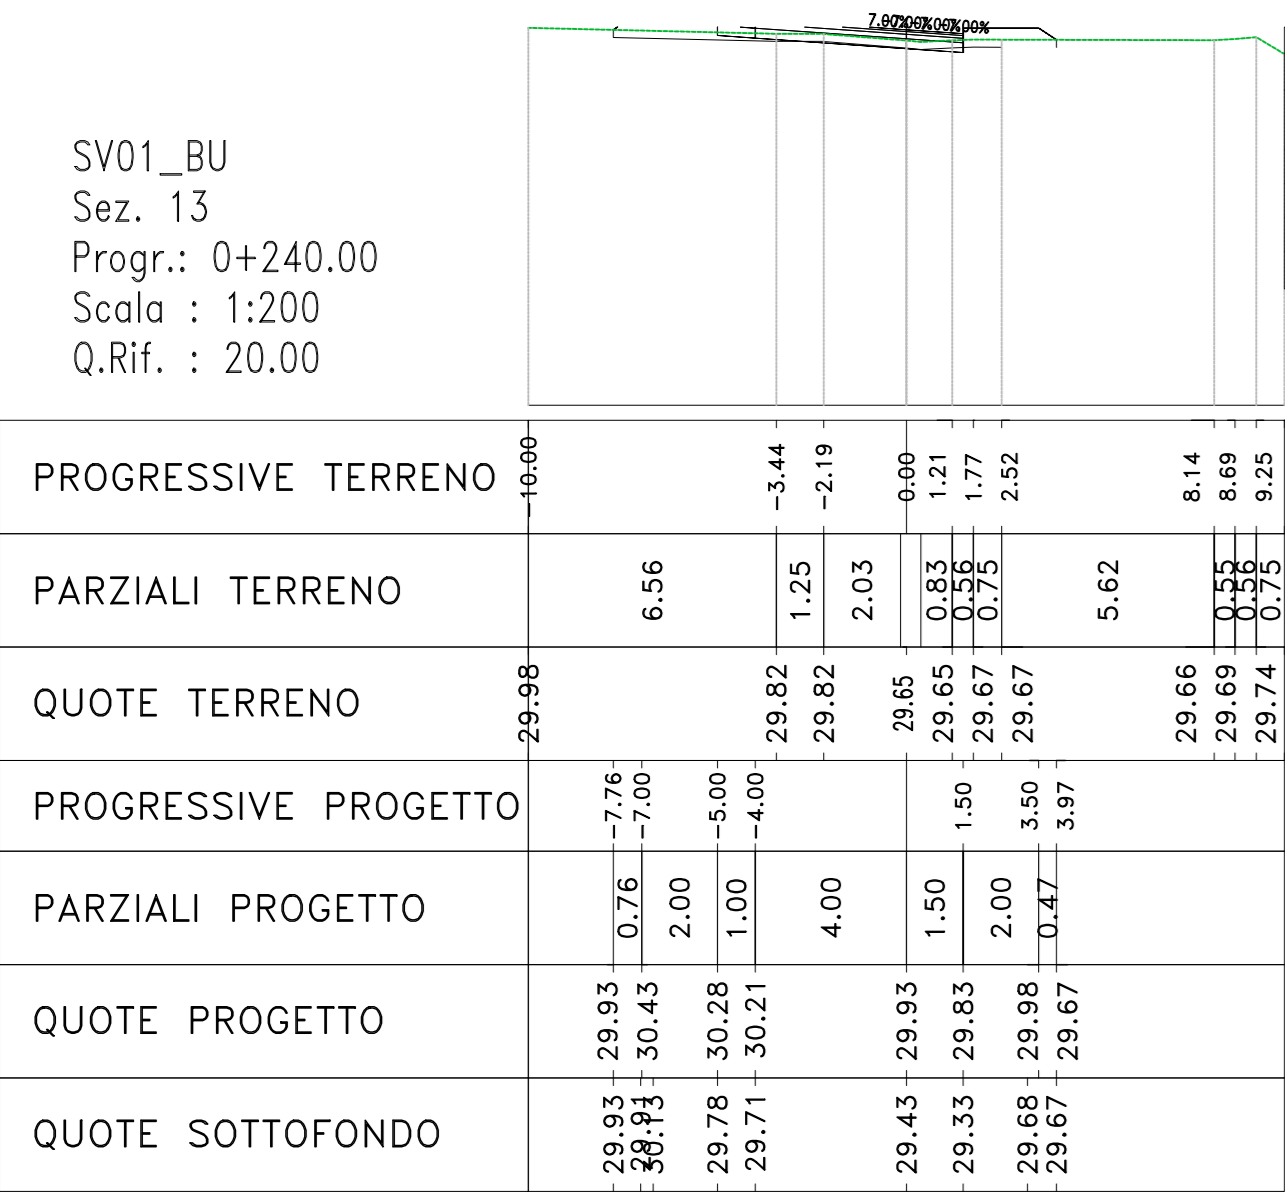 7.00%
SV01_BU
Sez. 13
Progr.: 0+240.00
Scala : 1:200
Q.Rif. : 20.00
PROGRESSIVE TERRENO -10.00 -3.44 -2.19 0.00 1.21 1.77 2.52 8.14 8.69 9.25
PARZIALI TERRENO 6.56 1.25 2.03 0.83 0.56 0.75 5.62 0.55 0.56 0.75
QUOTE TERRENO 29.98 29.82 29.82 29.65 29.65 29.67 29.67 29.66 29.69 29.74
PROGRESSIVE PROGETTO -7.76 -7.00 -5.00 -4.00 1.50 3.50 3.97
PARZIALI PROGETTO 0.76 2.00 1.00 4.00 1.50 2.00 0.47
QUOTE PROGETTO 29.93 30.43 30.28 30.21 29.93 29.83 29.98 29.67
QUOTE SOTTOFONDO 29.93 29.91 30.13 29.78 29.71 29.43 29.33 29.68 29.67